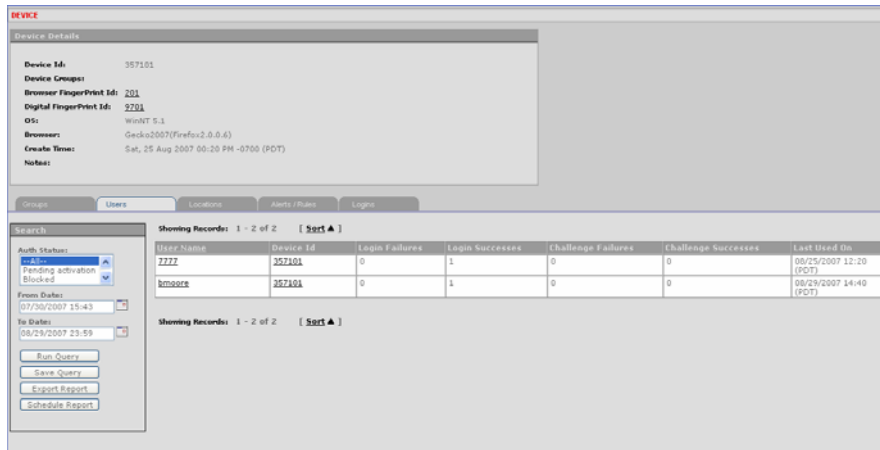 DEVICE
Device Details
Device Id: 357101
Device Groups:
Browser FingerPrint Id: 201
Digital FingerPrint Id: 9701
OS: WinNT 5.1
Browser: Gecko2007(Firefox2.0.0.6)
Create Time: Sat, 25 Aug 2007 00:20 PM -0700 (PDT)
Notes:
Groups Users Locations Alerts / Rules Logins
Search
Auth Status:
--All--
Pending activation
Blocked
From Date:
07/30/2007 15:43
To Date:
08/29/2007 23:59
Run Query
Save Query
Export Report
Schedule Report
Showing Records: 1 - 2 of 2 [ Sort ▲ ]
User Name Device Id Login Failures Login Successes Challenge Failures Challenge Successes Last Used On
7777 357101 0 1 0 0 08/25/2007 12:20 (PDT)
bmoore 357101 0 1 0 0 08/29/2007 14:40 (PDT)
Showing Records: 1 - 2 of 2 [ Sort ▲ ]